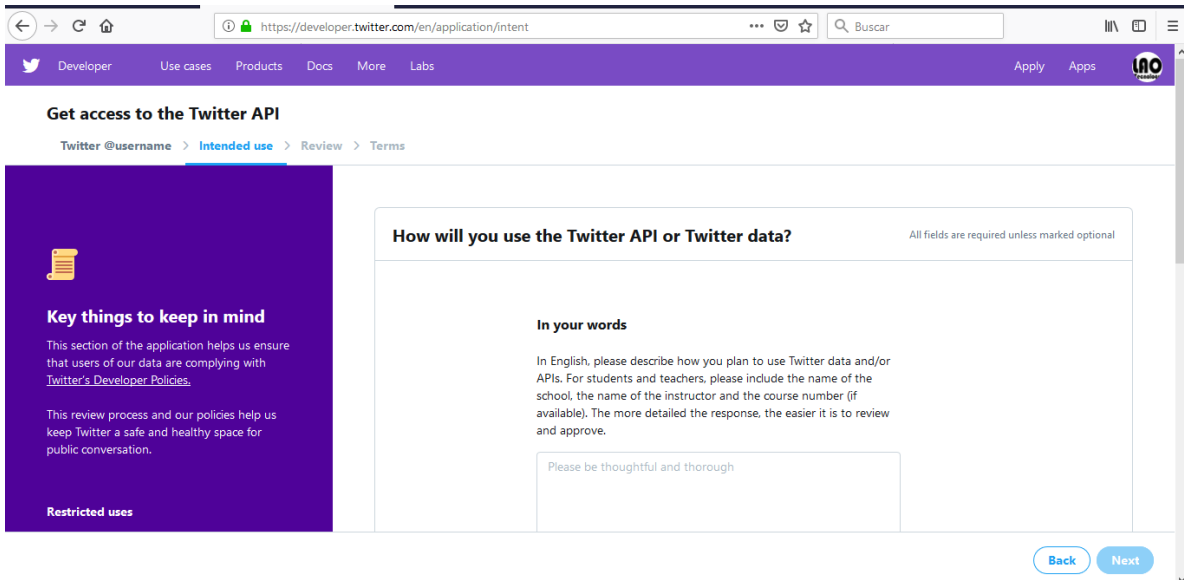 https://developer.twitter.com/en/application/intent
Buscar
Developer Use cases Products Docs More Labs Apply Apps
LAO
Get access to the Twitter API
Twitter @username > Intended use > Review > Terms
How will you use the Twitter API or Twitter data?
All fields are required unless marked optional
Key things to keep in mind
This section of the application helps us ensure
that users of our data are complying with
Twitter's Developer Policies.
This review process and our policies help us
keep Twitter a safe and healthy space for
public conversation.
Restricted uses
In your words
In English, please describe how you plan to use Twitter data and/or
APIs. For students and teachers, please include the name of the
school, the name of the instructor and the course number (if
available). The more detailed the response, the easier it is to review
and approve.
Please be thoughtful and thorough
Back Next